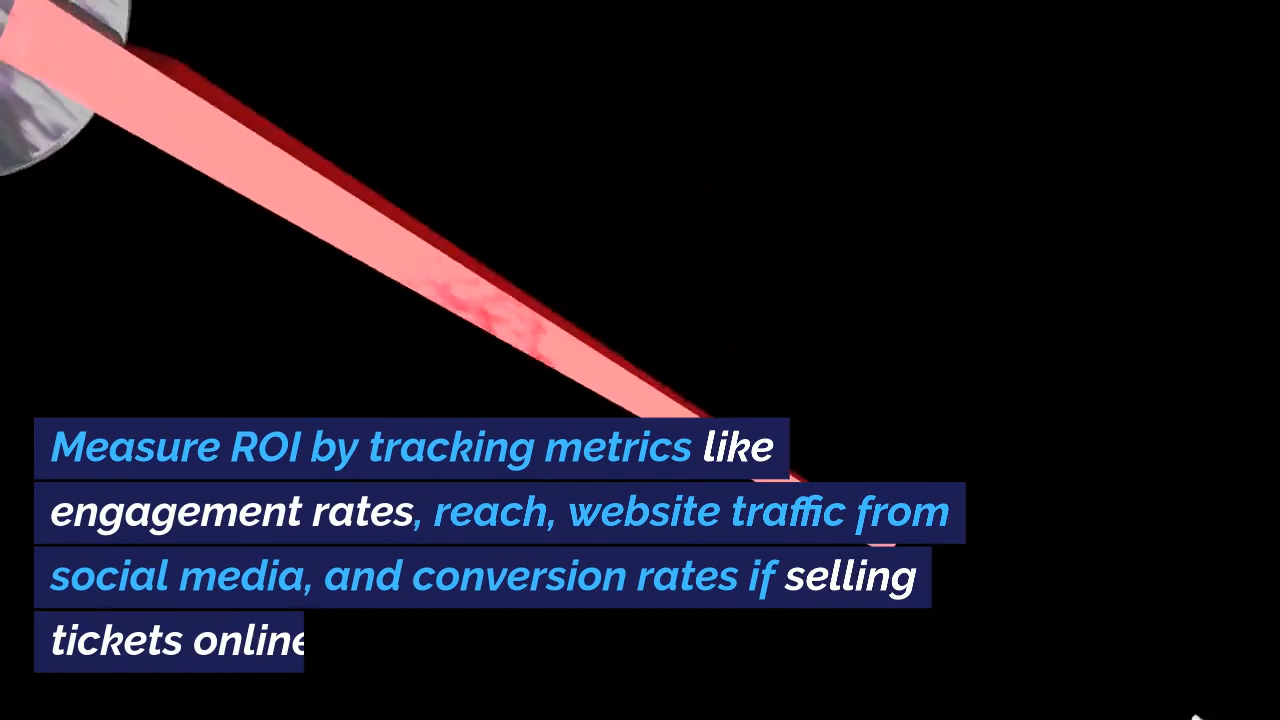 Measure ROI by tracking metrics like
engagement rates, reach, website traffic from
social media, and conversion rates if selling
tickets online